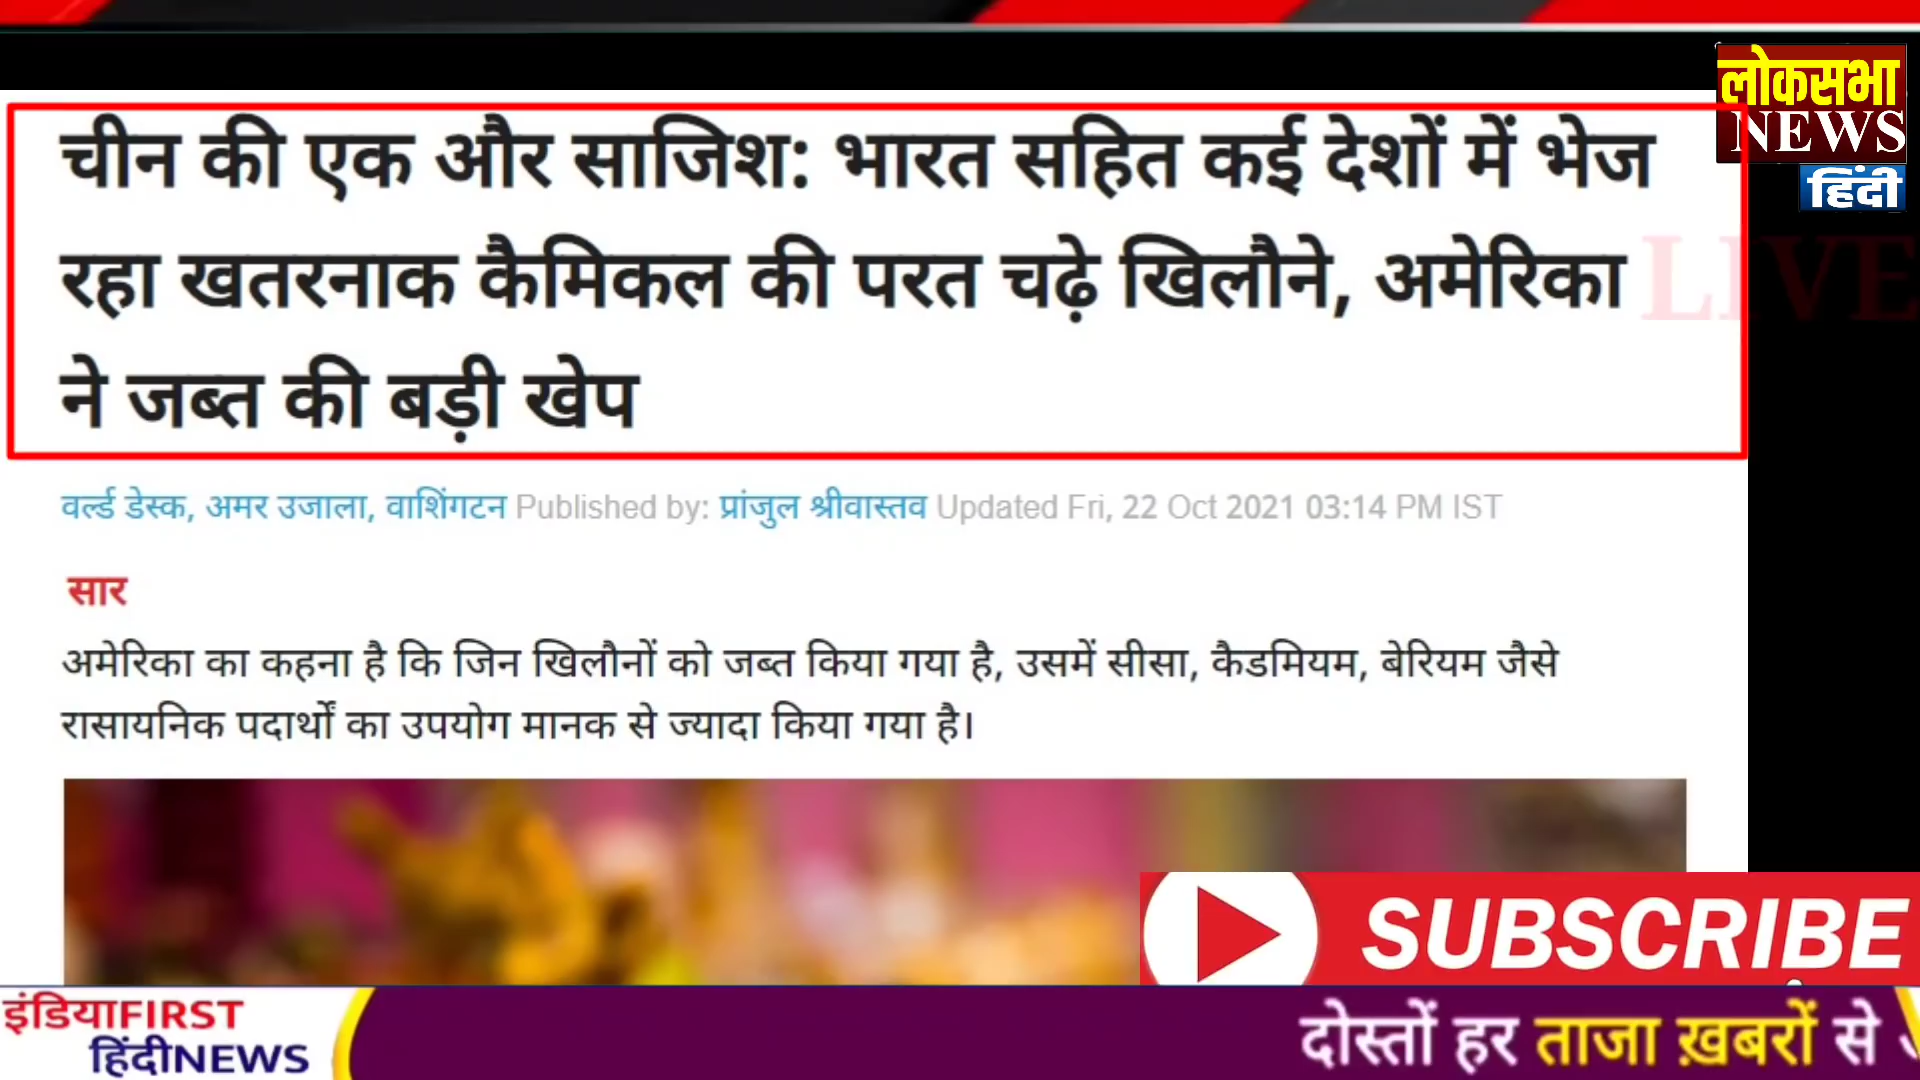 लोकसभा
NEWS
हिंदी
LIVE
चीन की एक और साजिश: भारत सहित कई देशों में भेज
रहा खतरनाक कैमिकल की परत चढ़े खिलौने, अमेरिका
ने जब्त की बड़ी खेप
वर्ल्ड डेस्क, अमर उजाला, वाशिंगटन Published by: प्रांजुल श्रीवास्तव Updated Fri, 22 Oct 2021 03:14 PM IST
सार
अमेरिका का कहना है कि जिन खिलौनों को जब्त किया गया है, उसमें सीसा, कैडमियम, बेरियम जैसे
रासायनिक पदार्थों का उपयोग मानक से ज्यादा किया गया है।
SUBSCRIBE
इंडियाFIRST
हिंदीNEWS
दोस्तों हर ताजा ख़बरों से